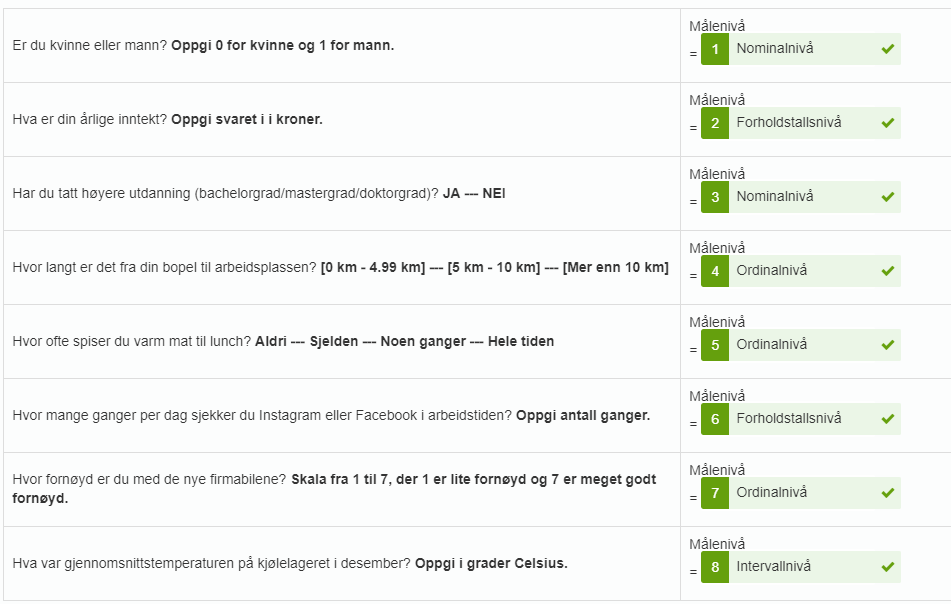 Er du kvinne eller mann? Oppgi 0 for kvinne og 1 for mann.
Målenivå
= 1 Nominalnivå
Hva er din årlige inntekt? Oppgi svaret i i kroner.
Målenivå
= 2 Forholdstallsnivå
Har du tatt høyere utdanning (bachelorgrad/mastergrad/doktorgrad)? JA --- NEI
Målenivå
= 3 Nominalnivå
Hvor langt er det fra din bopel til arbeidsplassen? [0 km - 4.99 km] --- [5 km - 10 km] --- [Mer enn 10 km]
Målenivå
= 4 Ordinalnivå
Hvor ofte spiser du varm mat til lunch? Aldri --- Sjelden --- Noen ganger --- Hele tiden
Målenivå
= 5 Ordinalnivå
Hvor mange ganger per dag sjekker du Instagram eller Facebook i arbeidstiden? Oppgi antall ganger.
Målenivå
= 6 Forholdstallsnivå
Hvor fornøyd er du med de nye firmabilene? Skala fra 1 til 7, der 1 er lite fornøyd og 7 er meget godt
fornøyd.
Målenivå
= 7 Ordinalnivå
Hva var gjennomsnittstemperaturen på kjølelageret i desember? Oppgi i grader Celsius.
Målenivå
= 8 Intervallnivå